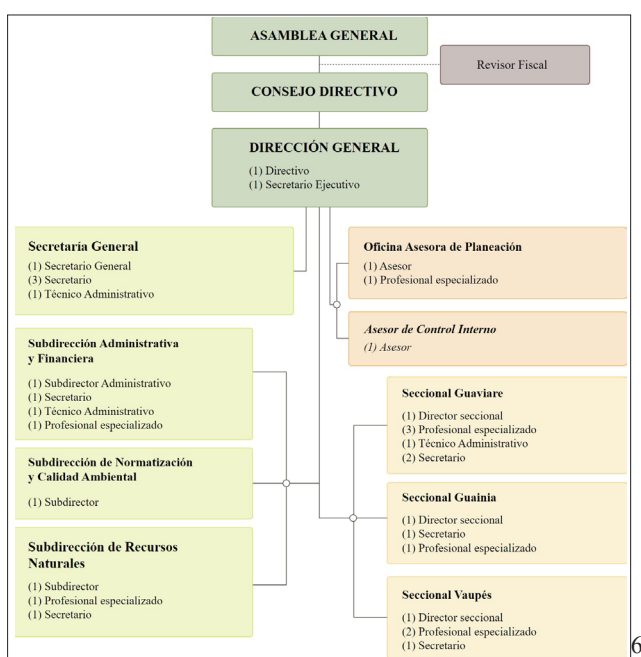 ASAMBLEA GENERAL
Revisor Fiscal
CONSEJO DIRECTIVO
DIRECCIÓN GENERAL
(1) Directivo
(1) Secretario Ejecutivo
Secretaría General
(1) Secretario General
(3) Secretario
(1) Técnico Administrativo
Oficina Asesora de Planeación
(1) Asesor
(1) Profesional especializado
Asesor de Control Interno
(1) Asesor
Subdirección Administrativa
y Financiera
(1) Subdirector Administrativo
(1) Secretario
(1) Técnico Administrativo
(1) Profesional especializado
Subdirección de Normatización
y Calidad Ambiental
(1) Subdirector
Subdirección de Recursos
Naturales
(1) Subdirector
(1) Profesional especializado
(1) Secretario
Seccional Guaviare
(1) Director seccional
(3) Profesional especializado
(1) Técnico Administrativo
(2) Secretario
Seccional Guainia
(1) Director seccional
(1) Secretario
(1) Profesional especializado
Seccional Vaupés
(1) Director seccional
(2) Profesional especializado
(1) Secretario
6